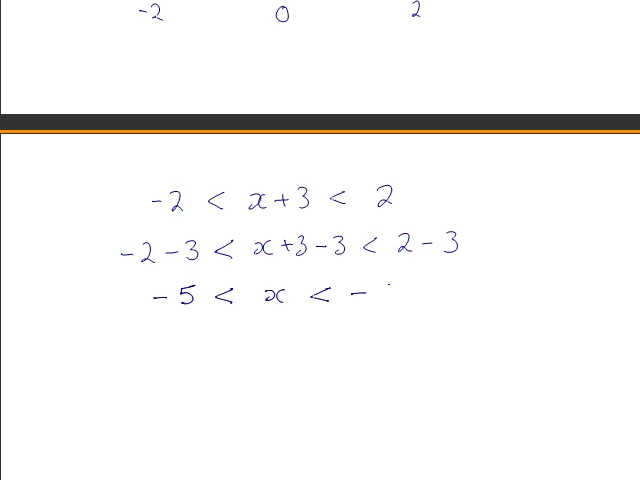 -2 0 2
-2 < x+3 < 2
-2-3 < x+3-3 < 2-3
-5 < x < -